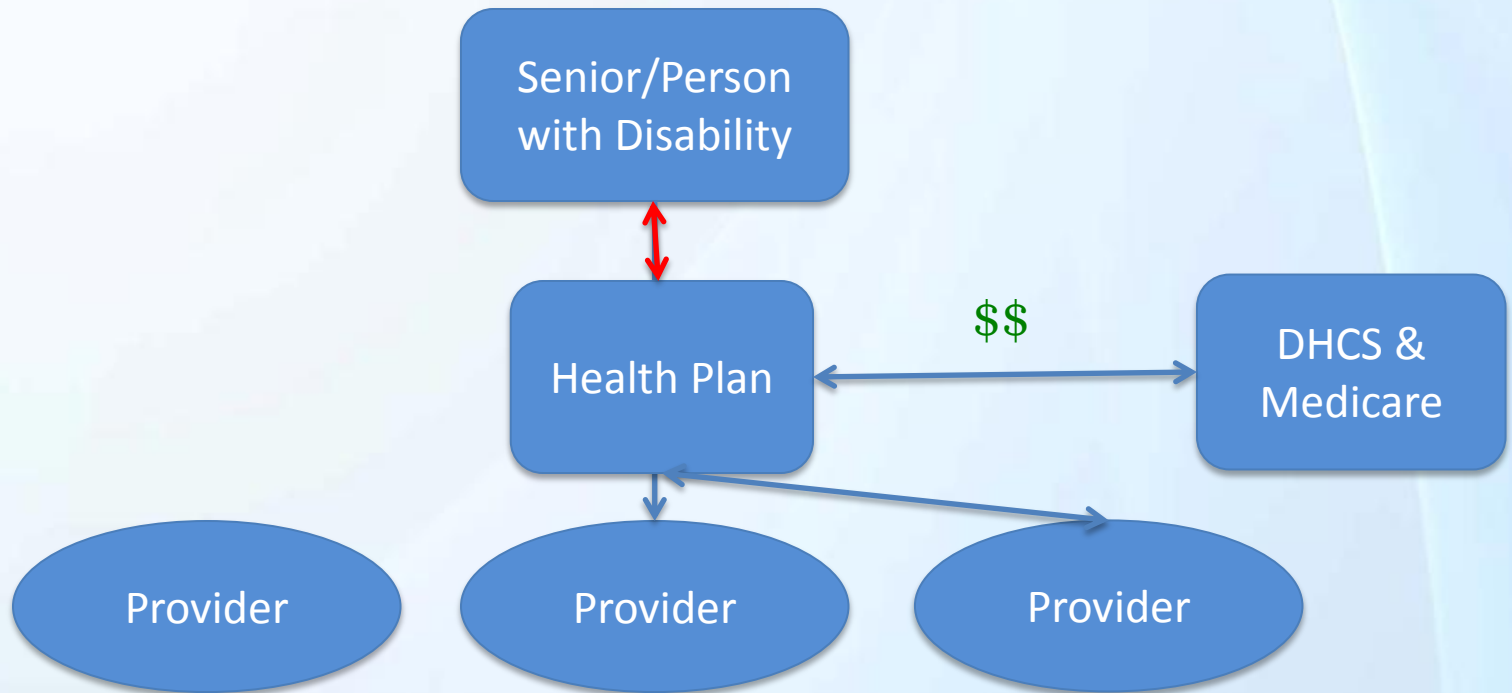 Senior/Person
with Disability
Health Plan
$$
DHCS &
Medicare
Provider
Provider
Provider